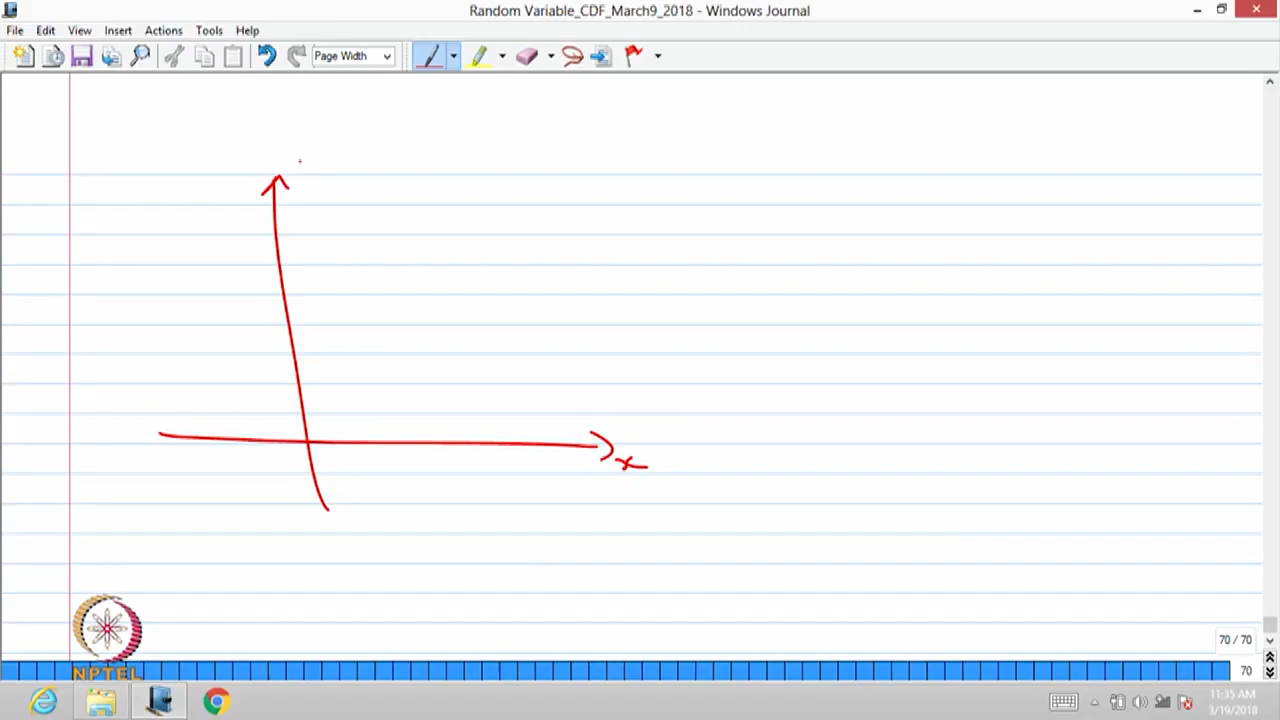 Random Variable_CDF_March9_2018 - Windows Journal
File Edit View Insert Actions Tools Help
Page Width
x
70 / 70
70
NPTEL
11:35 AM
3/19/2018